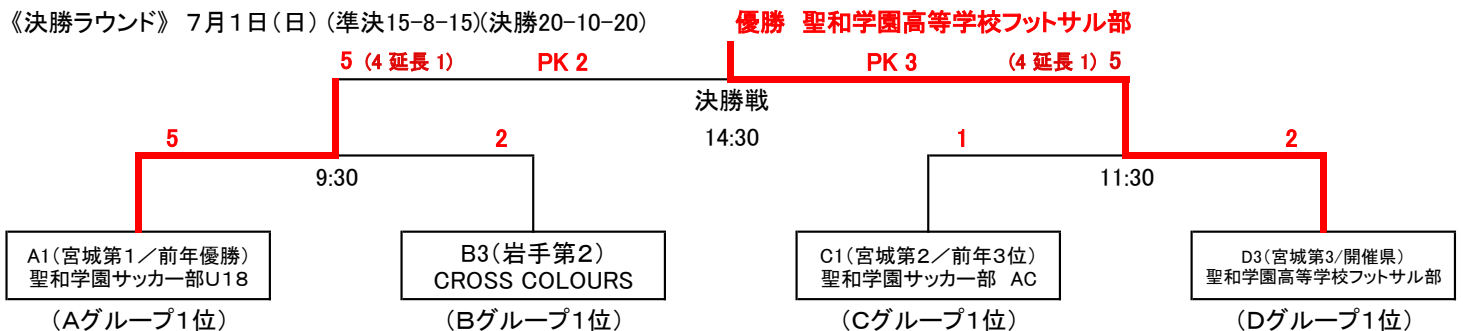 《決勝ラウンド》 7月1日(日) (準決15-8-15)(決勝20-10-20) 優勝 聖和学園高等学校フットサル部
5 (4 延長 1) PK 2 PK 3 (4 延長 1) 5
決勝戦
5 2 14:30 1 2
9:30 11:30
A1(宮城第1/前年優勝) B3(岩手第2) C1(宮城第2/前年3位) D3(宮城第3/開催県)
聖和学園サッカー部U18 CROSS COLOURS 聖和学園サッカー部 AC 聖和学園高等学校フットサル部
(Aグループ1位) (Bグループ1位) (Cグループ1位) (Dグループ1位)